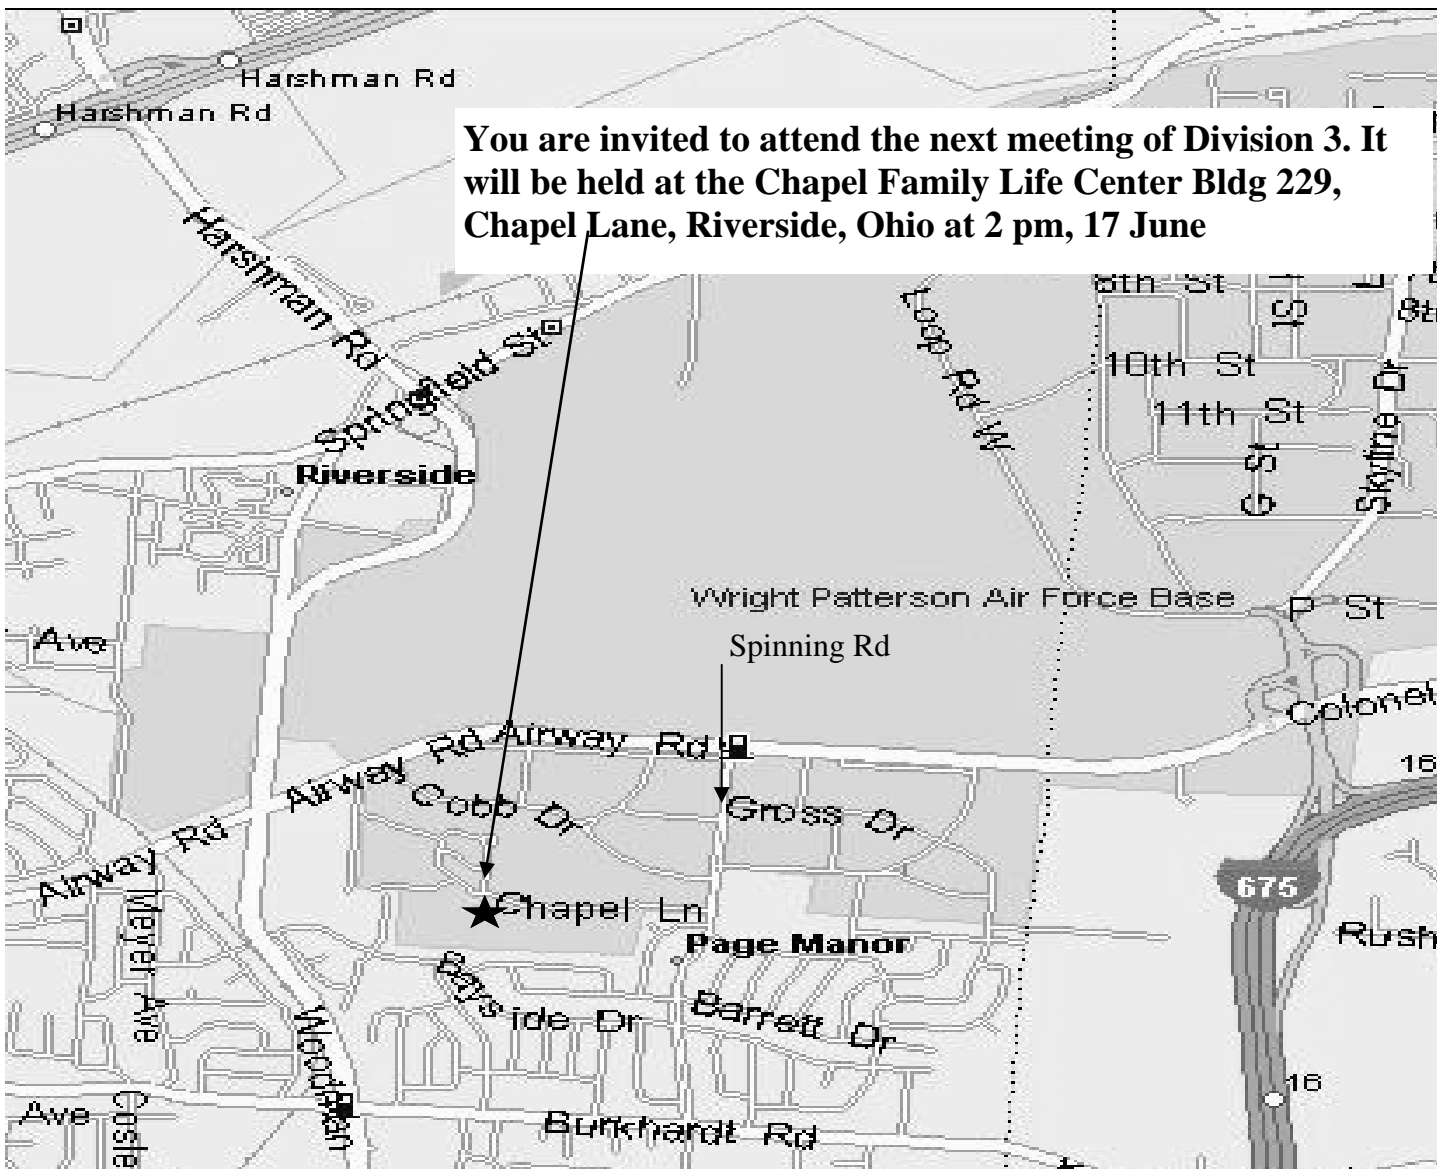 Harshman Rd
Harshman Rd
You are invited to attend the next meeting of Division 3. It
will be held at the Chapel Family Life Center Bldg 229,
Chapel Lane, Riverside, Ohio at 2 pm, 17 June
Harshman Rd
Springfield St
Loop Rd W
10th St
11th St
G St
Skyline Dr
Riverside
Wright Patterson Air Force Base
P St
Ave
Spinning Rd
Colonel
Airway Rd
Airway Rd
Airway Rd
16
Cobb Dr
Gross Dr
675
Meyer Ave
Chapel Ln
Page Manor
Rush
Bayside Dr
Barrett Dr
Woodman
16
Ave
Burkhardt Rd